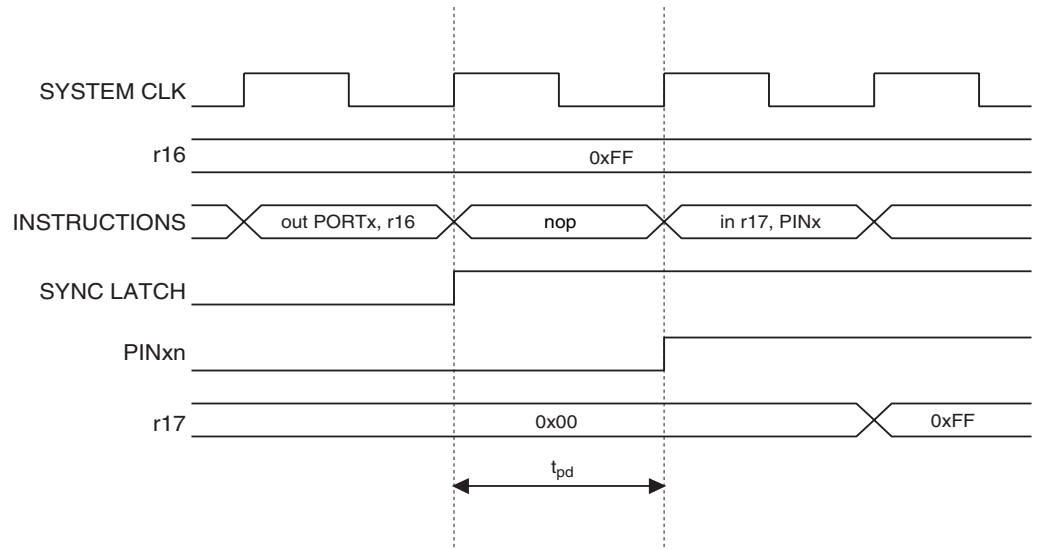 SYSTEM CLK
r16
0xFF
INSTRUCTIONS
out PORTx, r16
nop
in r17, PINx
SYNC LATCH
PINxn
r17
0x00
0xFF
tpd